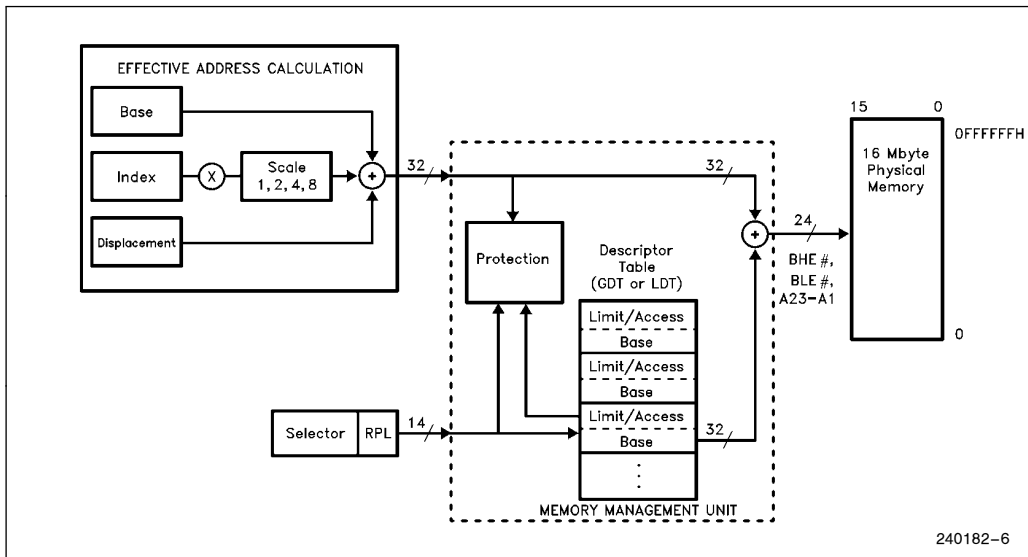 EFFECTIVE ADDRESS CALCULATION
Base
Index
X
Scale
1, 2, 4, 8
+
Displacement
32
32
Protection
Descriptor
Table
(GDT or LDT)
Limit/Access
Base
Limit/Access
Base
Limit/Access
Base
32
+
24
BHE #,
BLE #,
A23-A1
15 0
0FFFFFFH
16 Mbyte
Physical
Memory
0
Selector
RPL
14
MEMORY MANAGEMENT UNIT
240182-6